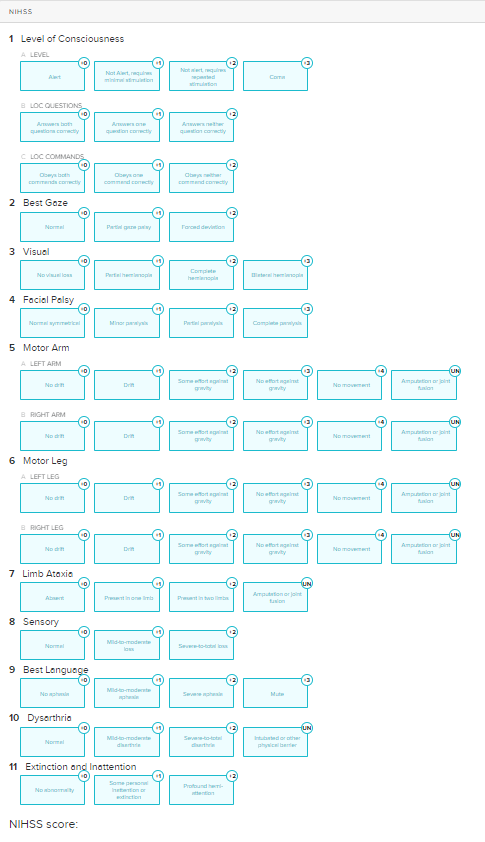 NIHSS
1 Level of Consciousness
A LEVEL
+0 +1 +2 +3
Alert
Not Alert, requires minimal stimulation
Not alert, requires repeated stimulation
Coma
B LOC QUESTIONS
+0 +1 +2
Answers both questions correctly
Answers one question correctly
Answers neither question correctly
C LOC COMMANDS
+0 +1 +2
Obeys both commands correctly
Obeys one command correctly
Obeys neither command correctly
2 Best Gaze
+0 +1 +2
Normal
Partial gaze palsy
Forced deviation
3 Visual
+0 +1 +2 +3
No visual loss
Partial hemianopia
Complete hemianopia
Bilateral hemianopia
4 Facial Palsy
+0 +1 +2 +3
Normal symmetrical
Minor paralysis
Partial paralysis
Complete paralysis
5 Motor Arm
A LEFT ARM
+0 +1 +2 +3 +4 UN
No drift
Drift
Some effort against gravity
No effort against gravity
No movement
Amputation or joint fusion
B RIGHT ARM
+0 +1 +2 +3 +4 UN
No drift
Drift
Some effort against gravity
No effort against gravity
No movement
Amputation or joint fusion
6 Motor Leg
A LEFT LEG
+0 +1 +2 +3 +4 UN
No drift
Drift
Some effort against gravity
No effort against gravity
No movement
Amputation or joint fusion
B RIGHT LEG
+0 +1 +2 +3 +4 UN
No drift
Drift
Some effort against gravity
No effort against gravity
No movement
Amputation or joint fusion
7 Limb Ataxia
+0 +1 +2 UN
Absent
Present in one limb
Present in two limbs
Amputation or joint fusion
8 Sensory
+0 +1 +2
Normal
Mild-to-moderate loss
Severe-to-total loss
9 Best Language
+0 +1 +2 +3
No aphasia
Mild-to-moderate aphasia
Severe aphasia
Mute
10 Dysarthria
+0 +1 +2 UN
Normal
Mild-to-moderate disarthria
Severe-to-total disarthria
Intubated or other physical barrier
11 Extinction and Inattention
+0 +1 +2
No abnormality
Some personal inattention or extinction
Profound hemi-attention
NIHSS score: